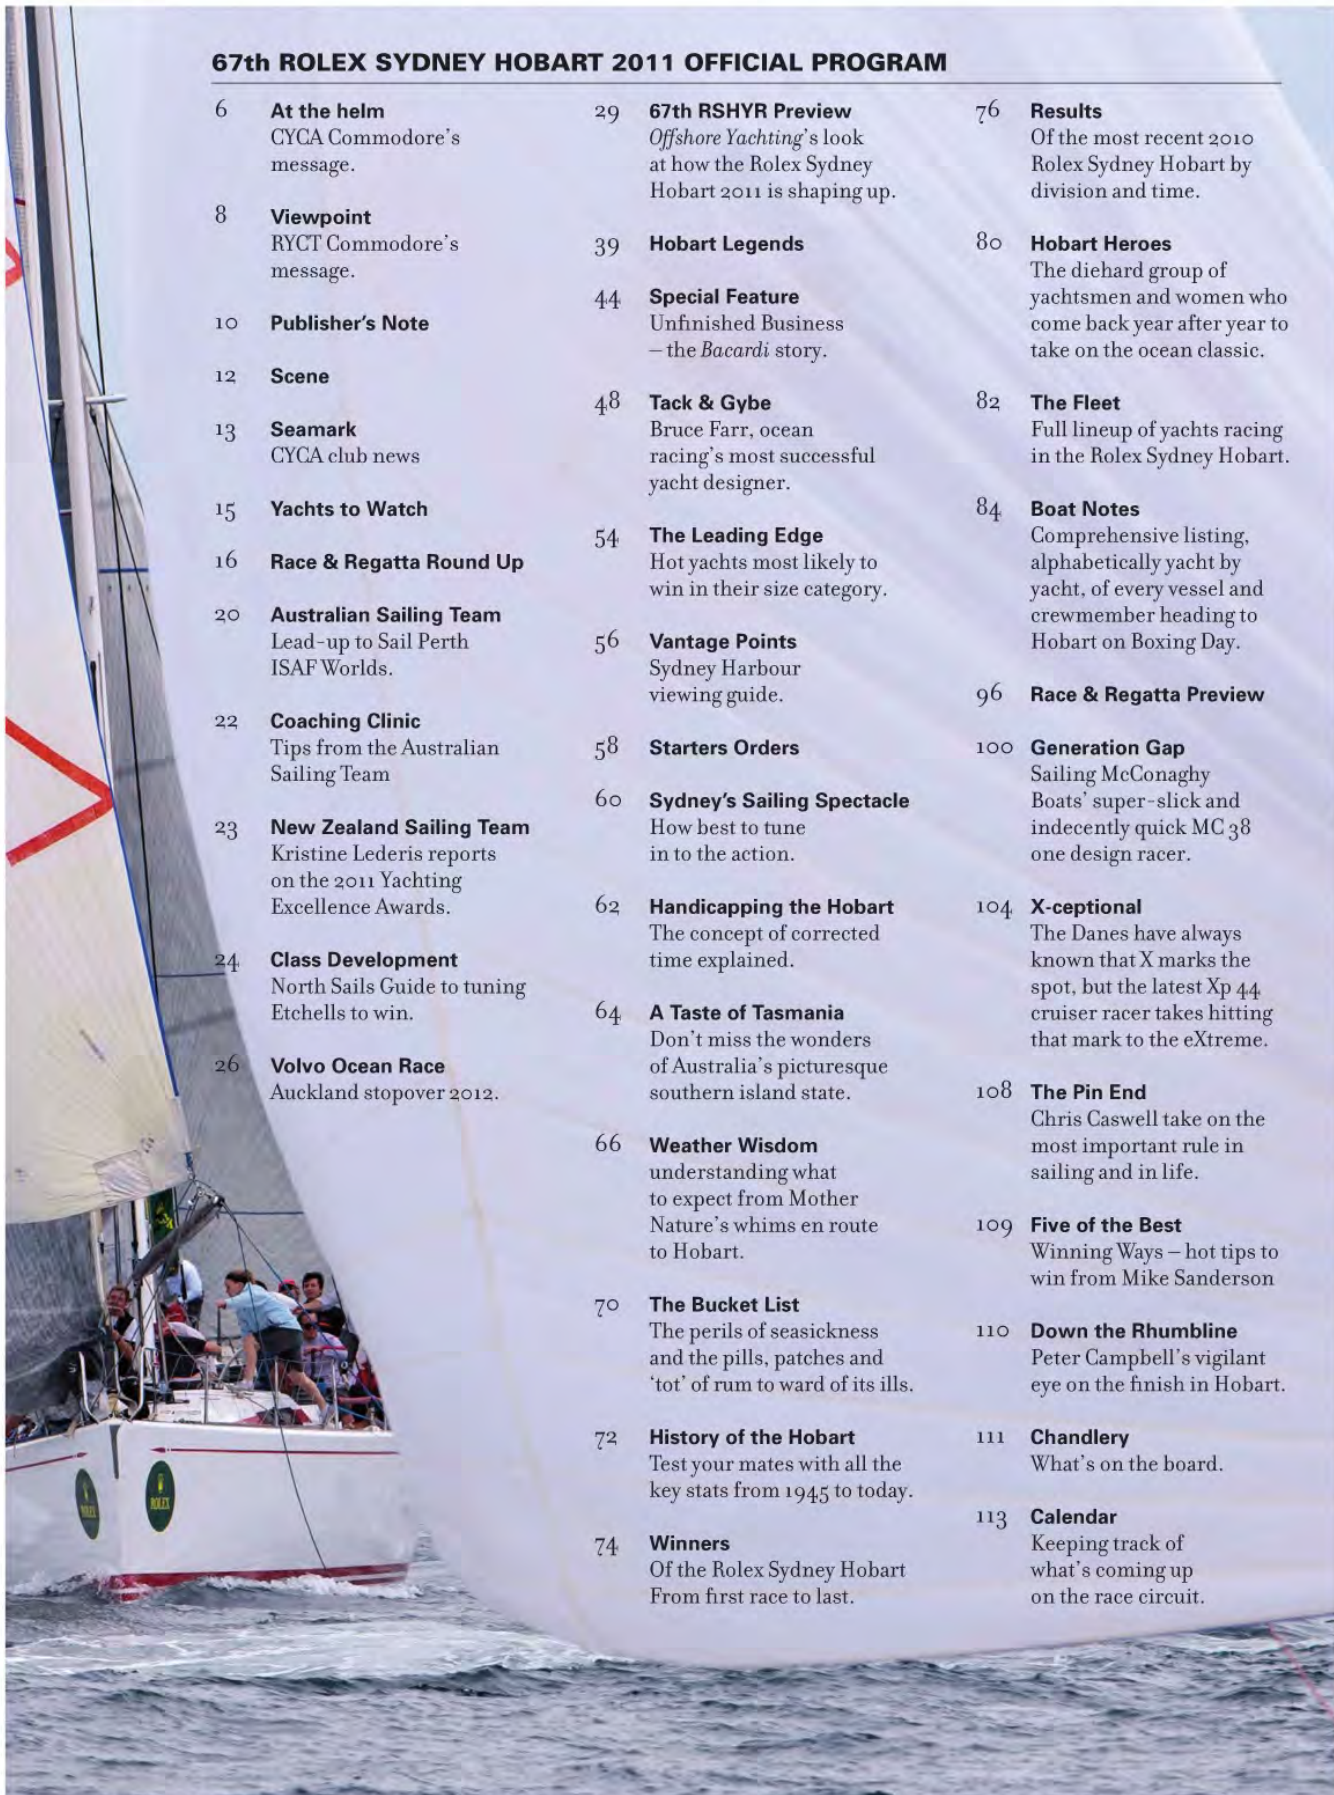 67th ROLEX SYDNEY HOBART 2011 OFFICIAL PROGRAM
6 At the helm
CYCA Commodore's
message.
8 Viewpoint
RYCT Commodore's
message.
10 Publisher's Note
12 Scene
13 Seamark
CYCA club news
15 Yachts to Watch
16 Race & Regatta Round Up
20 Australian Sailing Team
Lead-up to Sail Perth
ISAF Worlds.
22 Coaching Clinic
Tips from the Australian
Sailing Team
23 New Zealand Sailing Team
Kristine Lederis reports
on the 2011 Yachting
Excellence Awards.
24 Class Development
North Sails Guide to tuning
Etchells to win.
26 Volvo Ocean Race
Auckland stopover 2012.
29 67th RSHYR Preview
Offshore Yachting's look
at how the Rolex Sydney
Hobart 2011 is shaping up.
39 Hobart Legends
44 Special Feature
Unfinished Business
– the Bacardi story.
48 Tack & Gybe
Bruce Farr, ocean
racing's most successful
yacht designer.
54 The Leading Edge
Hot yachts most likely to
win in their size category.
56 Vantage Points
Sydney Harbour
viewing guide.
58 Starters Orders
60 Sydney's Sailing Spectacle
How best to tune
in to the action.
62 Handicapping the Hobart
The concept of corrected
time explained.
64 A Taste of Tasmania
Don't miss the wonders
of Australia's picturesque
southern island state.
66 Weather Wisdom
understanding what
to expect from Mother
Nature's whims en route
to Hobart.
70 The Bucket List
The perils of seasickness
and the pills, patches and
'tot' of rum to ward of its ills.
72 History of the Hobart
Test your mates with all the
key stats from 1945 to today.
74 Winners
Of the Rolex Sydney Hobart
From first race to last.
76 Results
Of the most recent 2010
Rolex Sydney Hobart by
division and time.
80 Hobart Heroes
The diehard group of
yachtsmen and women who
come back year after year to
take on the ocean classic.
82 The Fleet
Full lineup of yachts racing
in the Rolex Sydney Hobart.
84 Boat Notes
Comprehensive listing,
alphabetically yacht by
yacht, of every vessel and
crewmember heading to
Hobart on Boxing Day.
96 Race & Regatta Preview
100 Generation Gap
Sailing McConaghy
Boats' super-slick and
indecently quick MC 38
one design racer.
104 X-ceptional
The Danes have always
known that X marks the
spot, but the latest Xp 44
cruiser racer takes hitting
that mark to the eXtreme.
108 The Pin End
Chris Caswell take on the
most important rule in
sailing and in life.
109 Five of the Best
Winning Ways – hot tips to
win from Mike Sanderson
110 Down the Rhumbline
Peter Campbell's vigilant
eye on the finish in Hobart.
111 Chandlery
What's on the board.
113 Calendar
Keeping track of
what's coming up
on the race circuit.
ROLEX
ROLEX